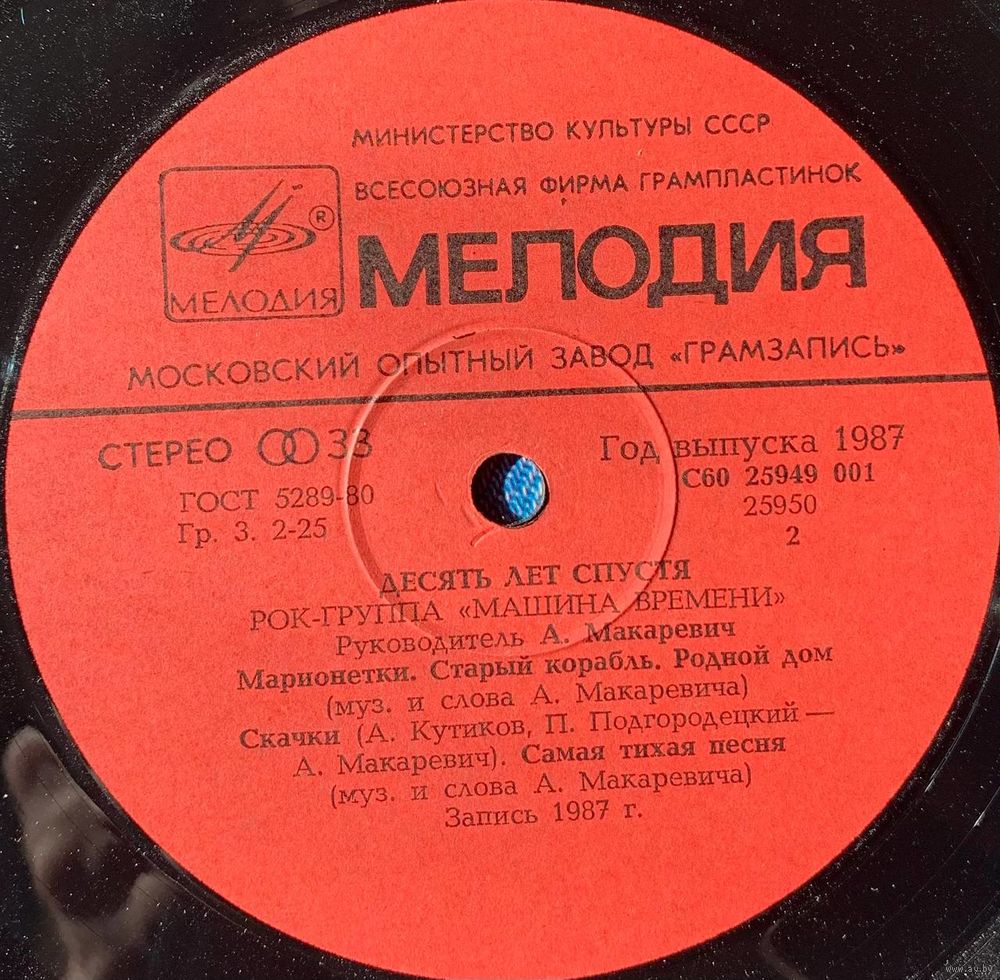 МИНИСТЕРСТВО КУЛЬТУРЫ СССР
ВСЕСОЮЗНАЯ ФИРМА ГРАМПЛАСТИНОК
®
МЕЛОДИЯ
МЕЛОДИЯ
МОСКОВСКИЙ ОПЫТНЫЙ ЗАВОД «ГРАМЗАПИСЬ»
СТЕРЕО 33
Год выпуска 1987
ГОСТ 5289-80
С60 25949 001
Гр. 3. 2-25
25950
2
ДЕСЯТЬ ЛЕТ СПУСТЯ
РОК-ГРУППА «МАШИНА ВРЕМЕНИ»
Руководитель А. Макаревич
Марионетки. Старый корабль. Родной дом
(муз. и слова А. Макаревича)
Скачки (А. Кутиков, П. Подгородецкий —
А. Макаревич). Самая тихая песня
(муз. и слова А. Макаревича)
Запись 1987 г.
www.ay.by